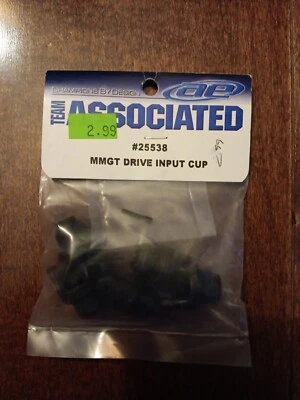 CHAMPIONS BY DESIGN
ae
TEAM
ASSOCIATED
2.99
#25538
MMGT DRIVE INPUT CUP